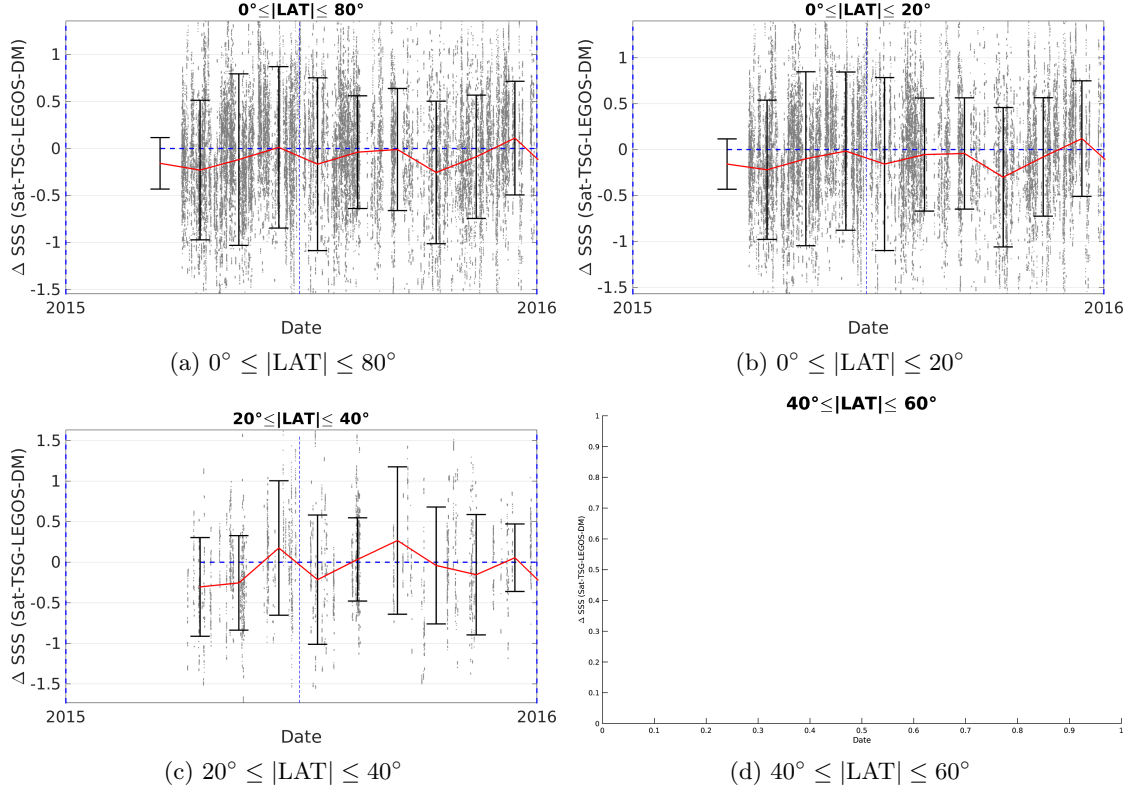 0°≤|LAT|≤ 80°
Δ SSS (Sat-TSG-LEGOS-DM)
0.5
0
-0.5
-1
-1.5
2015
2016
Date
(a) 0° ≤ |LAT| ≤ 80°
0°≤|LAT|≤ 20°
Δ SSS (Sat-TSG-LEGOS-DM)
1
0.5
0
-0.5
-1
-1.5
2015
2016
Date
(b) 0° ≤ |LAT| ≤ 20°
20°≤|LAT|≤ 40°
Δ SSS (Sat-TSG-LEGOS-DM)
1.5
1
0.5
0
-0.5
-1
-1.5
2015
2016
Date
(c) 20° ≤ |LAT| ≤ 40°
40°≤|LAT|≤ 60°
Δ SSS (Sat-TSG-LEGOS-DM)
1
0.9
0.8
0.7
0.6
0.5
0.4
0.3
0.2
0.1
0
0 0.1 0.2 0.3 0.4 0.5 0.6 0.7 0.8 0.9 1
Date
(d) 40° ≤ |LAT| ≤ 60°